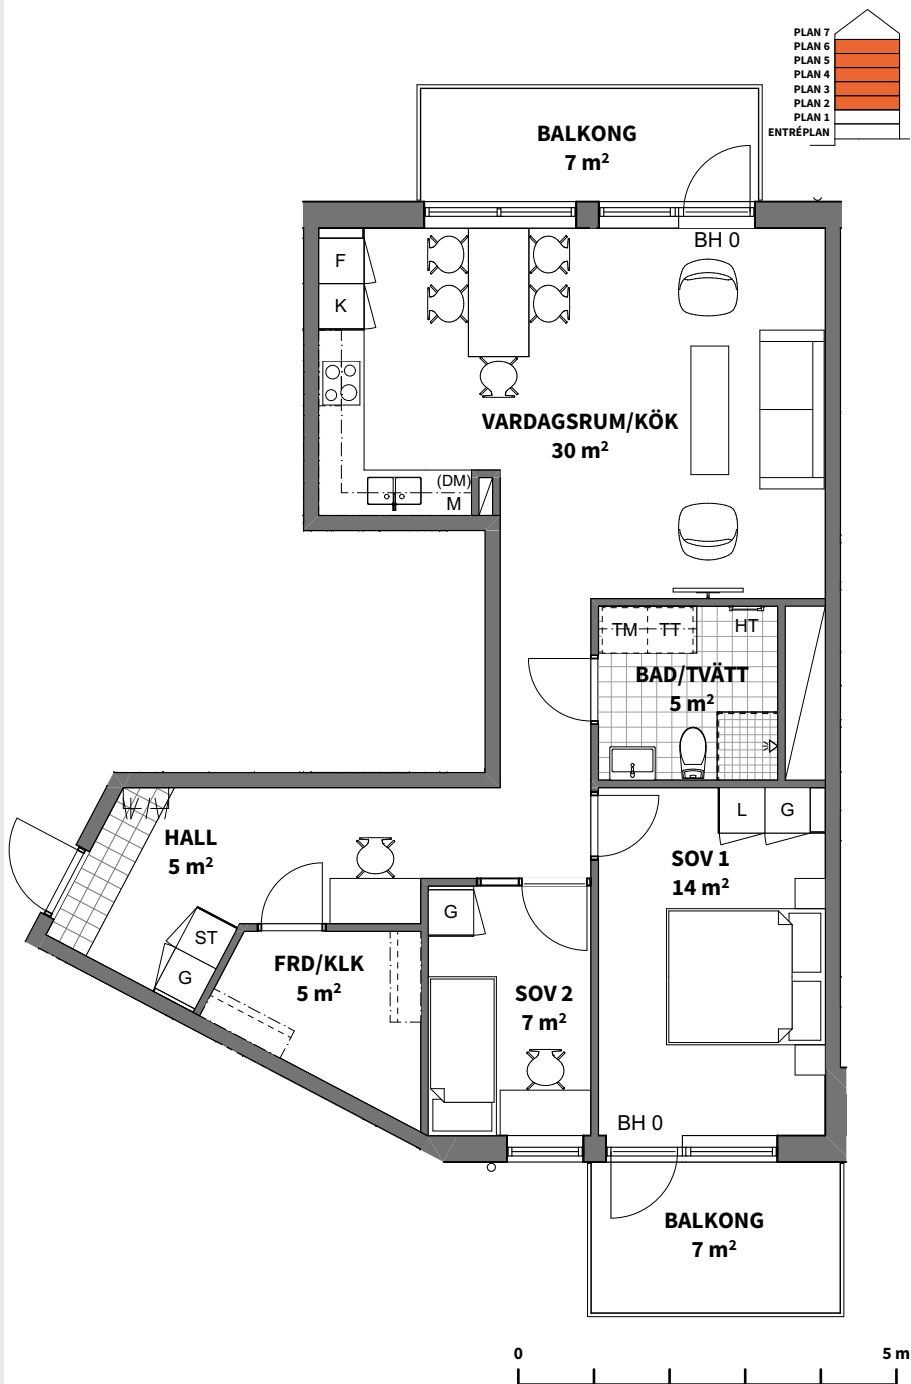 PLAN 7
PLAN 6
PLAN 5
PLAN 4
PLAN 3
PLAN 2
PLAN 1
ENTRÉPLAN
BALKONG
7 m²
BH 0
F
K
VARDAGSRUM/KÖK
30 m²
(DM)
M
TM
TT
HT
BAD/TVÄTT
5 m²
L
G
HALL
5 m²
SOV 1
14 m²
G
ST
G
FRD/KLK
5 m²
SOV 2
7 m²
BH 0
BALKONG
7 m²
0
5 m